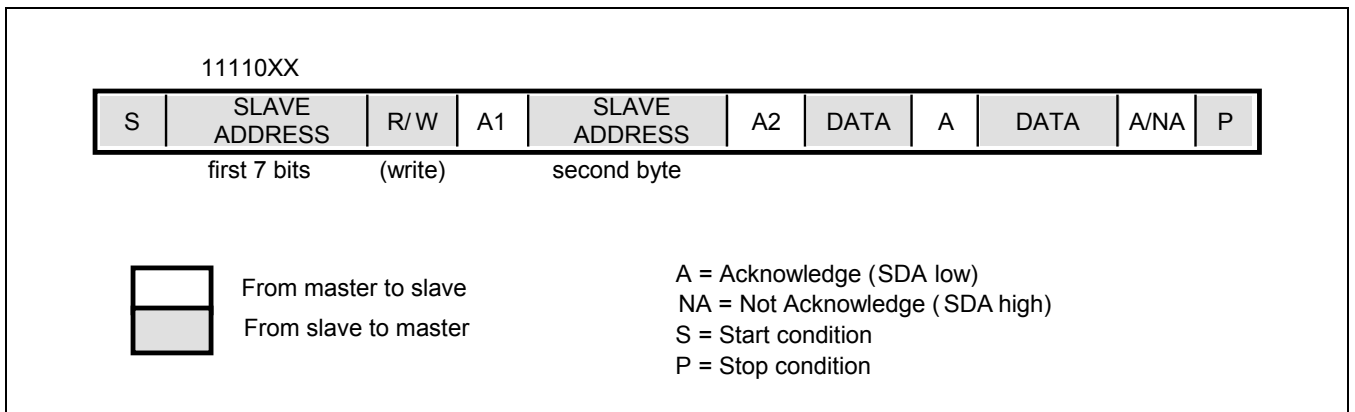 11110XX
S SLAVE ADDRESS R/ W A1 SLAVE ADDRESS A2 DATA A DATA A/NA P
first 7 bits (write) second byte
From master to slave
From slave to master
A = Acknowledge (SDA low)
NA = Not Acknowledge ( SDA high)
S = Start condition
P = Stop condition